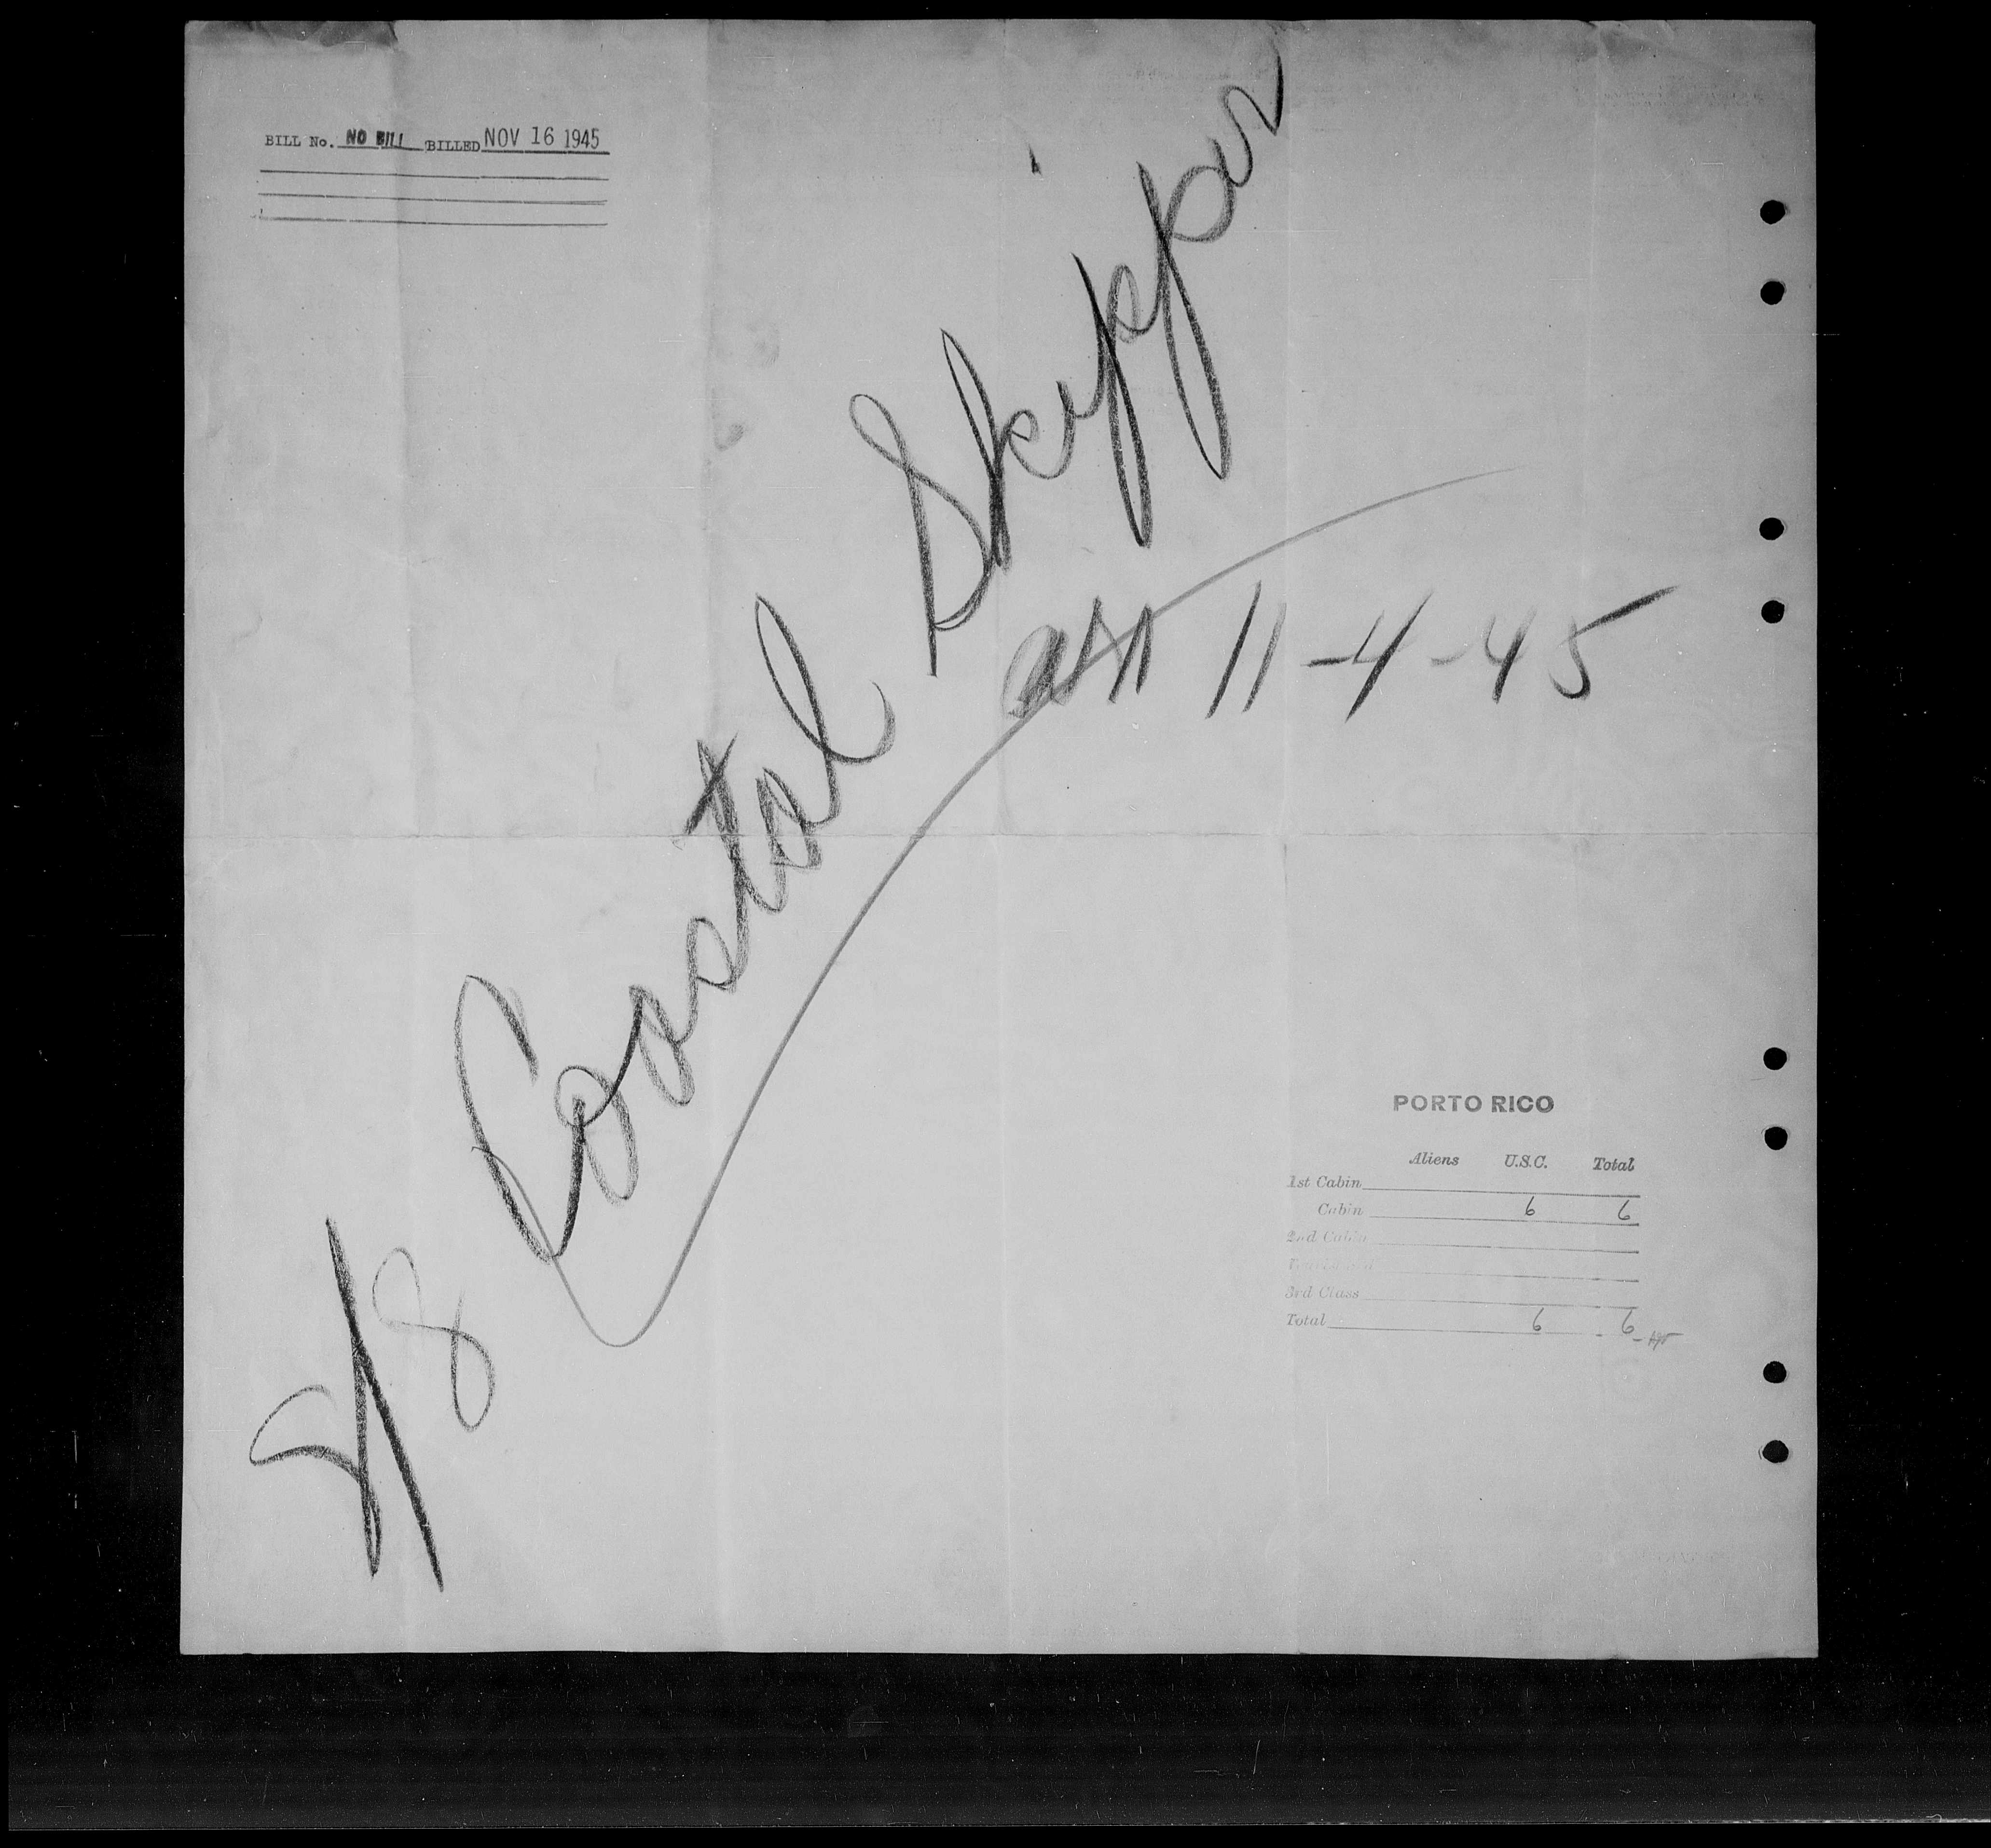 BILL No. NO BILL BILLED NOV 16 1945
S/S Coastal Skipper
arr 11-4-45
PORTO RICO
Aliens U.S.C. Total
1st Cabin
Cabin 6 6
2nd Cabin
3rd Class
Total 6 - 6 -